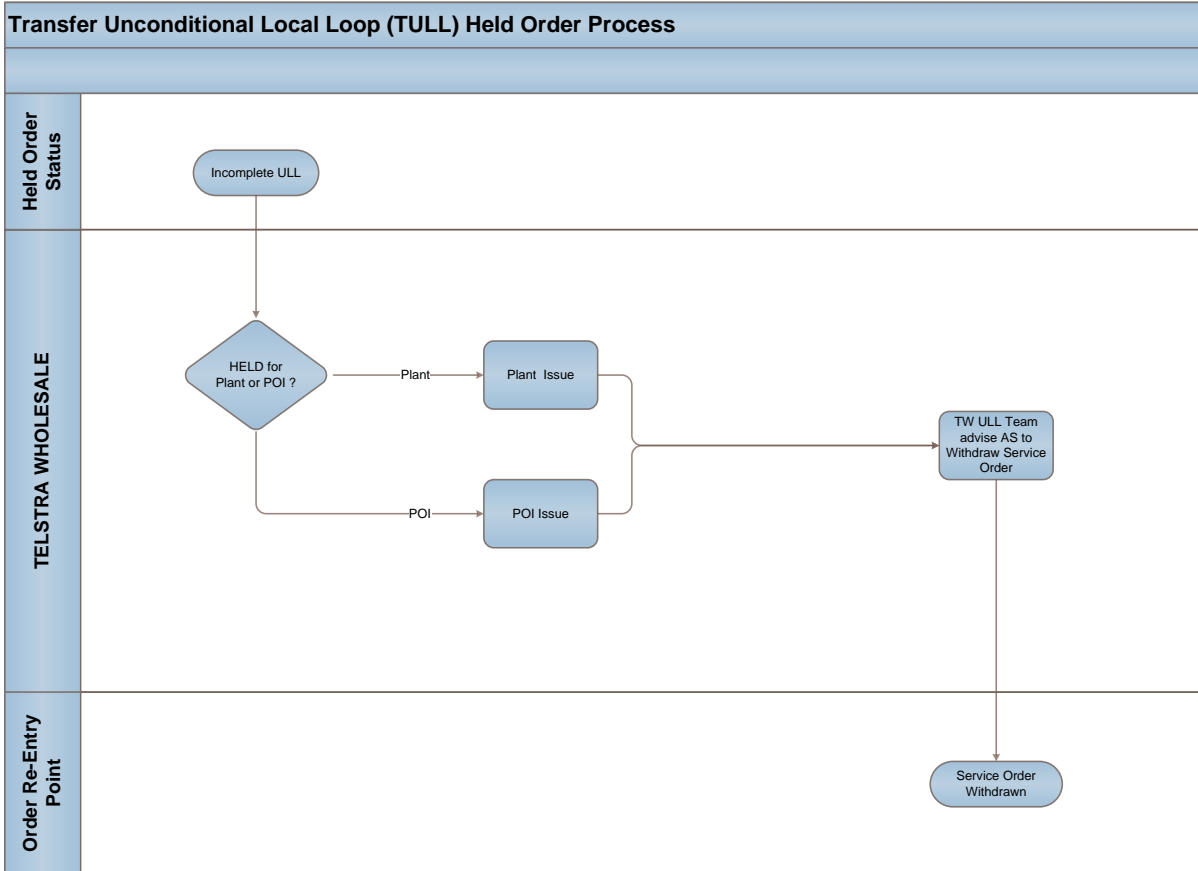 Transfer Unconditional Local Loop (TULL) Held Order Process
Held Order
Status
Incomplete ULL
TELSTRA WHOLESALE
HELD for
Plant or POI ?
Plant
Plant  Issue
POI
POI Issue
TW ULL Team
advise AS to
Withdraw Service
Order
Order Re-Entry
Point
Service Order
Withdrawn